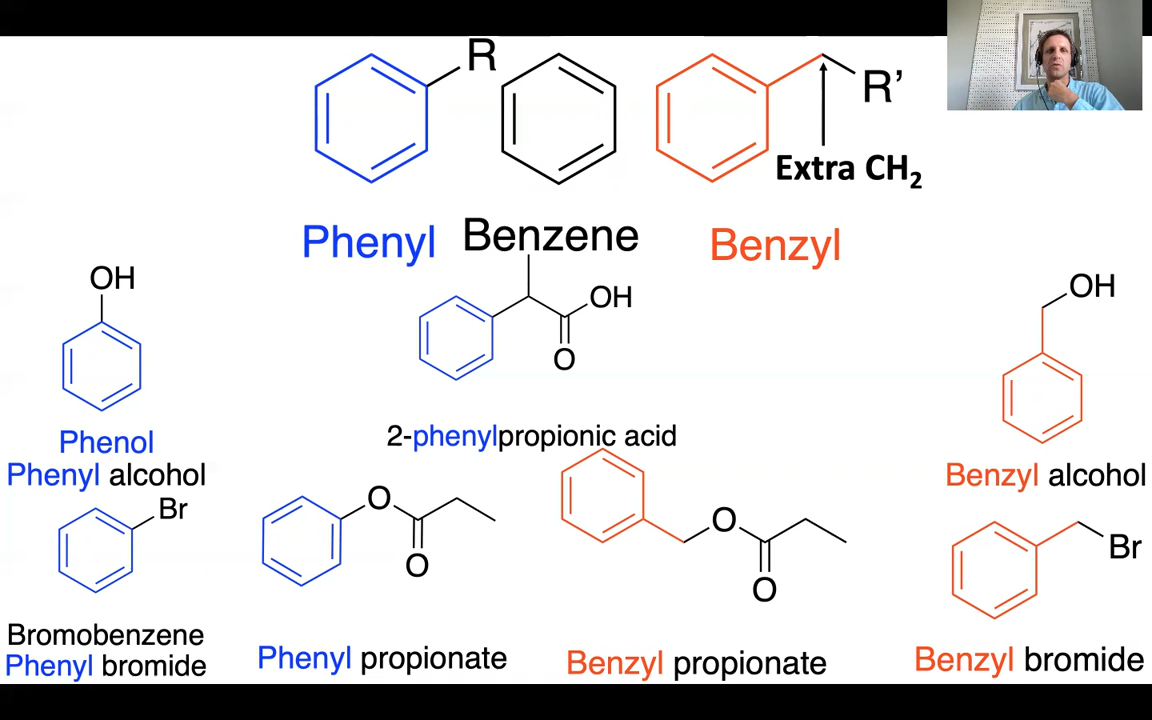 R
R’
Extra CH₂
Phenyl
Benzene
Benzyl
OH
Phenol
Phenyl alcohol
OH
O
2-phenylpropionic acid
OH
Benzyl alcohol
Br
Bromobenzene
Phenyl bromide
O
O
Phenyl propionate
O
O
Benzyl propionate
Br
Benzyl bromide